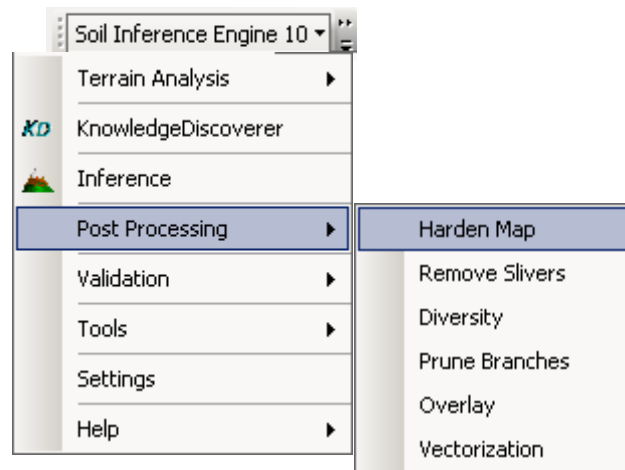 Soil Inference Engine 10
Terrain Analysis
KD KnowledgeDiscoverer
Inference
Post Processing
Harden Map
Validation
Remove Slivers
Tools
Diversity
Settings
Prune Branches
Help
Overlay
Vectorization